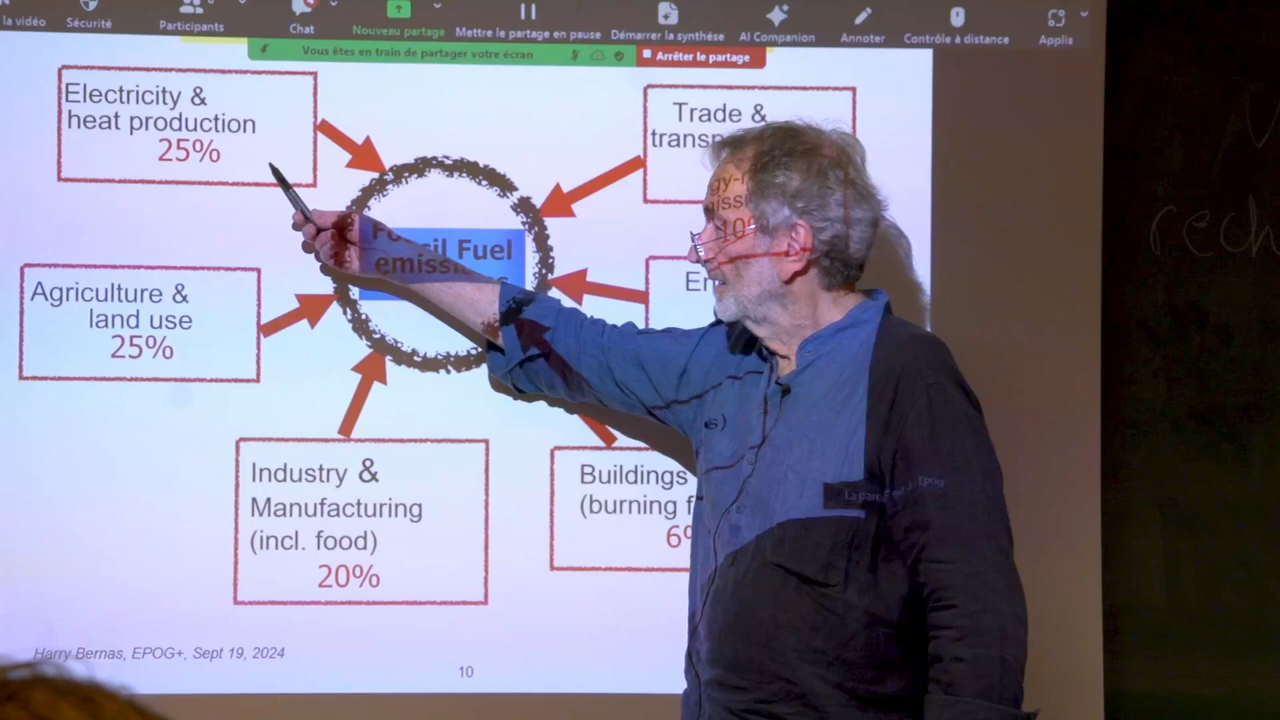 la vidéo
Sécurité
Participants
Chat
Nouveau partage
Mettre le partage en pause
Démarrer la synthèse
AI Companion
Annoter
Contrôle à distance
Applis
Vous êtes en train de partager votre écran
Arrêter le partage
Electricity &
heat production
25%
Trade &
Fossil Fuel
Agriculture &
land use
25%
Industry &
Manufacturing
(incl. food)
20%
Buildings
(burning
6%
Harry Bernas, EPOG+, Sept 19, 2024
10